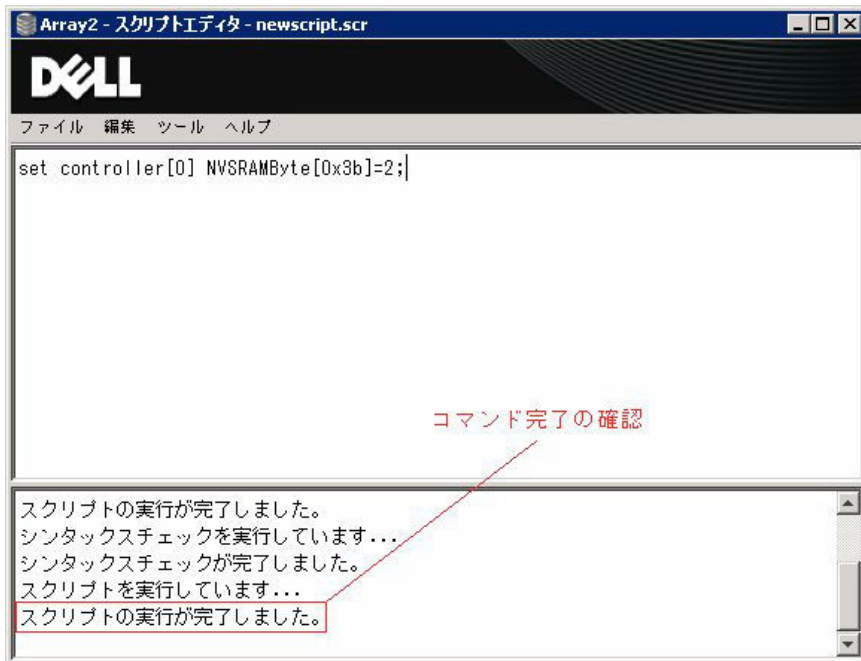 Array2 - スクリプトエディタ - newscript.scr
DELL
ファイル 編集 ツール ヘルプ
set controller[0] NVSRAMByte[0x3b]=2;
コマンド完了の確認
スクリプトの実行が完了しました。
シンタックスチェックを実行しています...
シンタックスチェックが完了しました。
スクリプトを実行しています...
スクリプトの実行が完了しました。